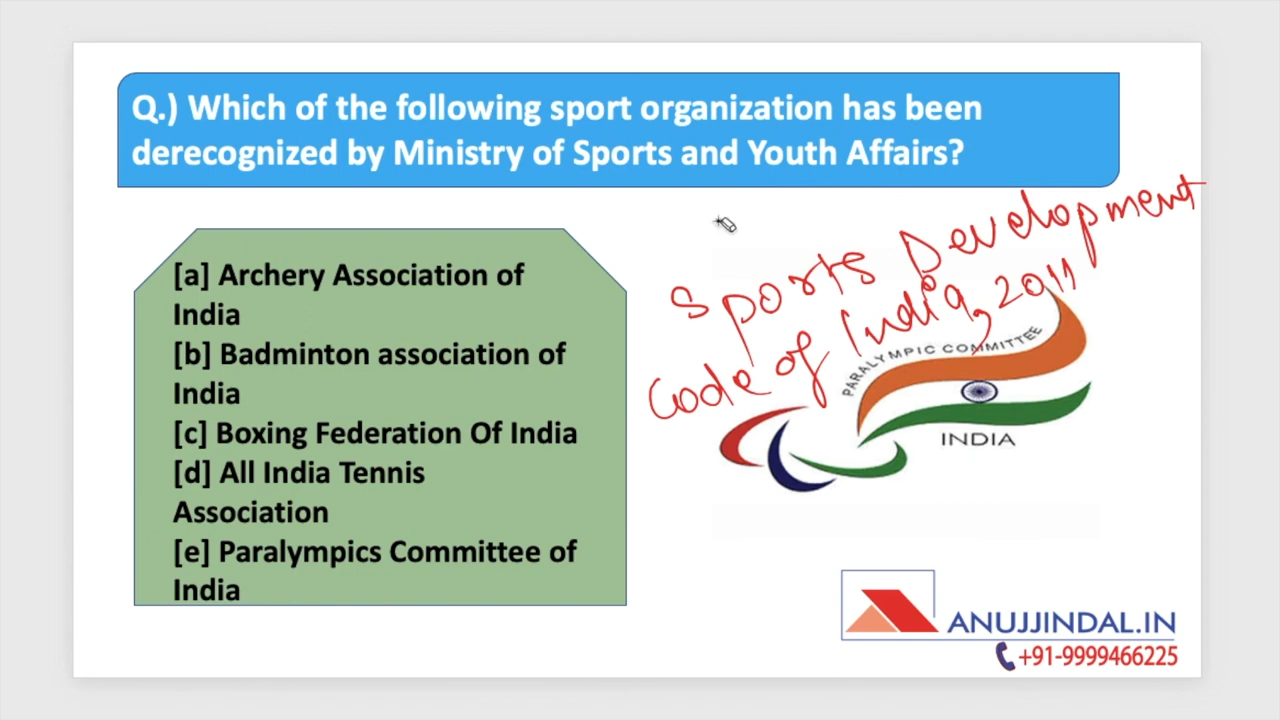 Q.) Which of the following sport organization has been
derecognized by Ministry of Sports and Youth Affairs?
[a] Archery Association of
India
[b] Badminton association of
India
[c] Boxing Federation Of India
[d] All India Tennis
Association
[e] Paralympics Committee of
India
Sports Development
Code of India, 2011
PARALYMPIC COMMITTEE
INDIA
ANUJJINDAL.IN
+91-9999466225